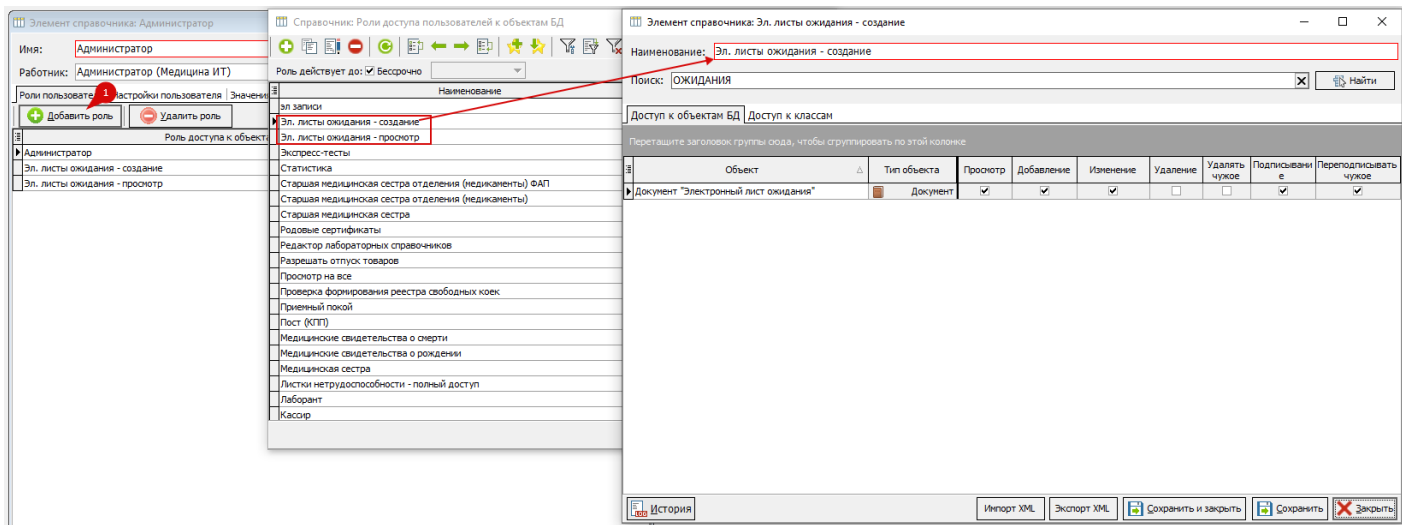 Элемент справочника: Администратор
Имя: Администратор
Работник: Администратор (Медицина ИТ)
Роли пользовате 1 Настройки пользователя Значени
Добавить роль Удалить роль
Роль доступа к объекта
Администратор
Эл. листы ожидания - создание
Эл. листы ожидания - просмотр
Справочник: Роли доступа пользователей к объектам БД
Роль действует до: Бессрочно
Наименование
эл записи
Эл. листы ожидания - создание
Эл. листы ожидания - просмотр
Экспресс-тесты
Статистика
Старшая медицинская сестра отделения (медикаменты) ФАП
Старшая медицинская сестра отделения (медикаменты)
Старшая медицинская сестра
Родовые сертификаты
Редактор лабораторных справочников
Разрешать отпуск товаров
Просмотр на все
Проверка формирования реестра свободных коек
Приемный покой
Пост (КПП)
Медицинские свидетельства о смерти
Медицинские свидетельства о рождении
Медицинская сестра
Листки нетрудоспособности - полный доступ
Лаборант
Кассир
Элемент справочника: Эл. листы ожидания - создание
Наименование: Эл. листы ожидания - создание
Поиск: ОЖИДАНИЯ Найти
Доступ к объектам БД Доступ к классам
Перетащите заголовок группы сюда, чтобы сгруппировать по этой колонке
Объект Тип объекта Просмотр Добавление Изменение Удаление Удалять чужое Подписывание Переподписывать чужое
Документ "Электронный лист ожидания" Документ
История Импорт XML Экспорт XML Сохранить и закрыть Сохранить Закрыть